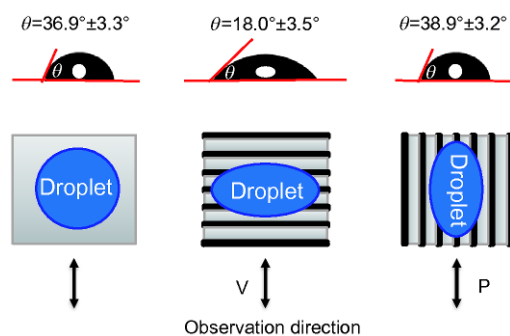 θ=36.9°±3.3° θ=18.0°±3.5° θ=38.9°±3.2°
θ θ θ
Droplet Droplet Droplet
V P
Observation direction